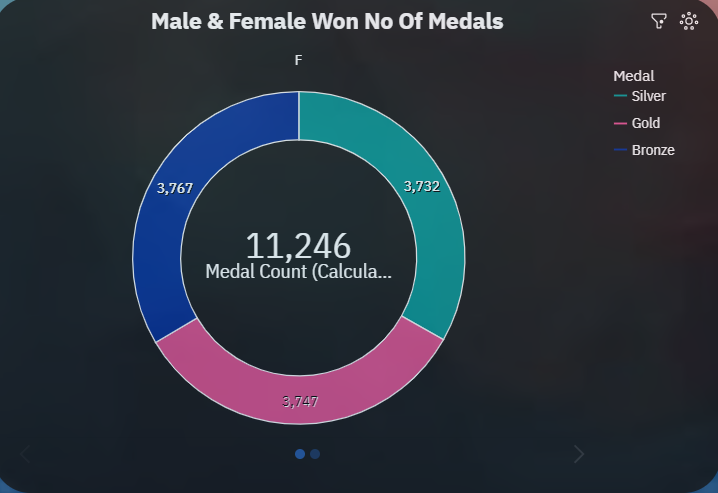 Male & Female Won No Of Medals
F
Medal
Silver
Gold
Bronze
3,767
3,732
11,246
Medal Count (Calcula...
3,747